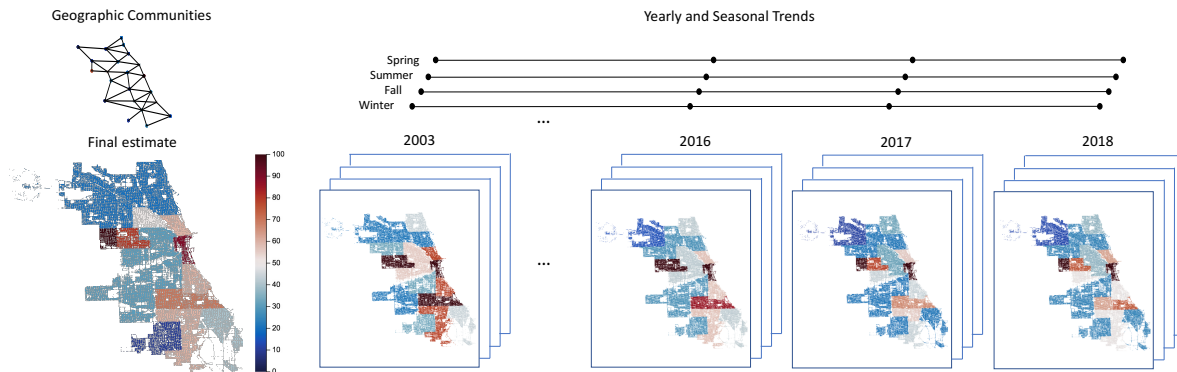 Geographic Communities
Yearly and Seasonal Trends
Spring
Summer
Fall
Winter
...
Final estimate
2003
2016
2017
2018
100
90
80
70
60
50
40
30
20
10
0
...